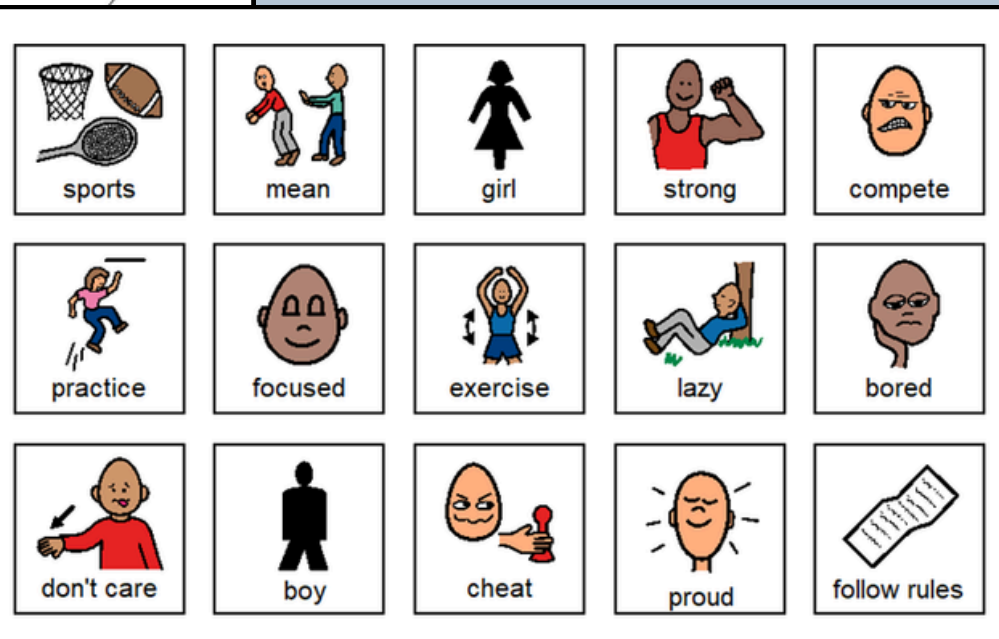 sports
mean
girl
strong
compete
practice
focused
exercise
lazy
bored
don't care
boy
cheat
proud
follow rules